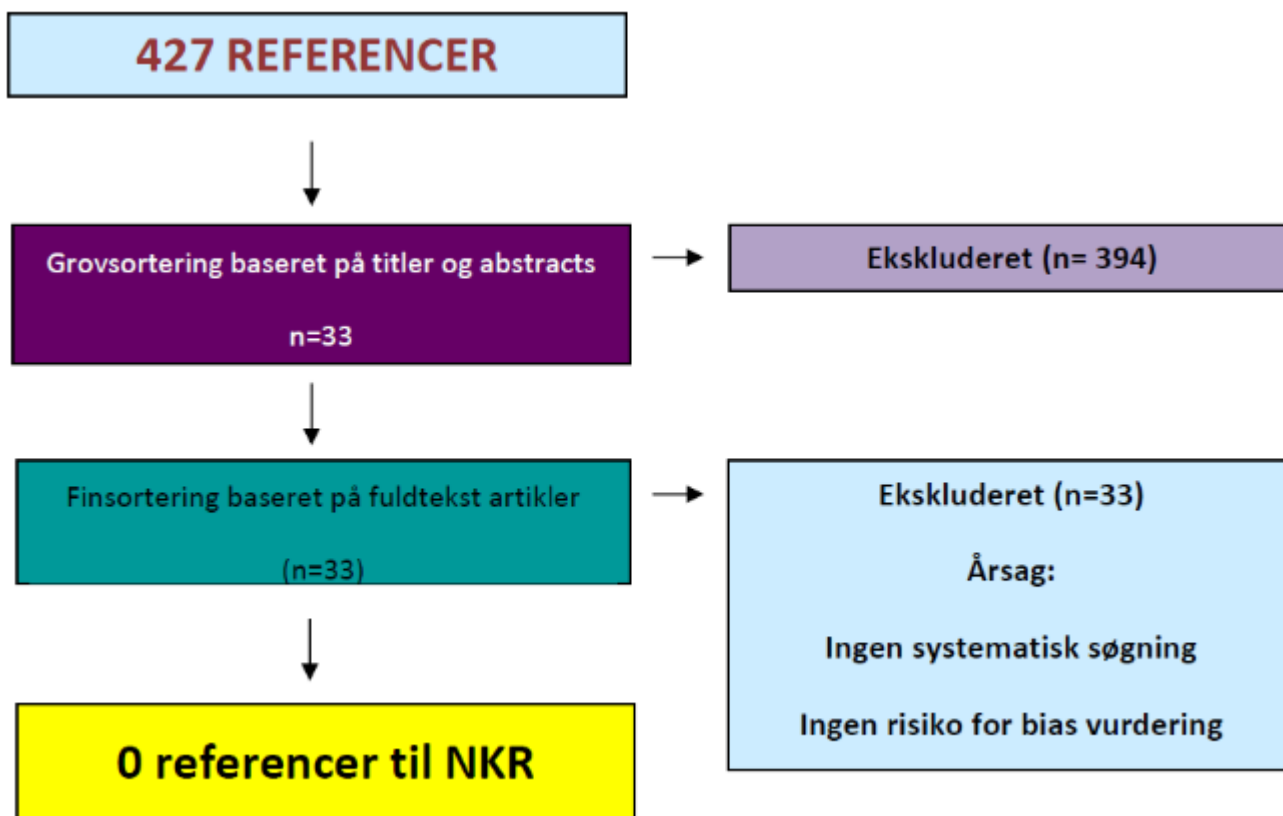 427 REFERENCER
Grovsortering baseret på titler og abstracts
n=33
Ekskluderet (n= 394)
Finsortering baseret på fuldtekst artikler
(n=33)
Ekskluderet (n=33)
Årsag:
Ingen systematisk søgning
Ingen risiko for bias vurdering
0 referencer til NKR